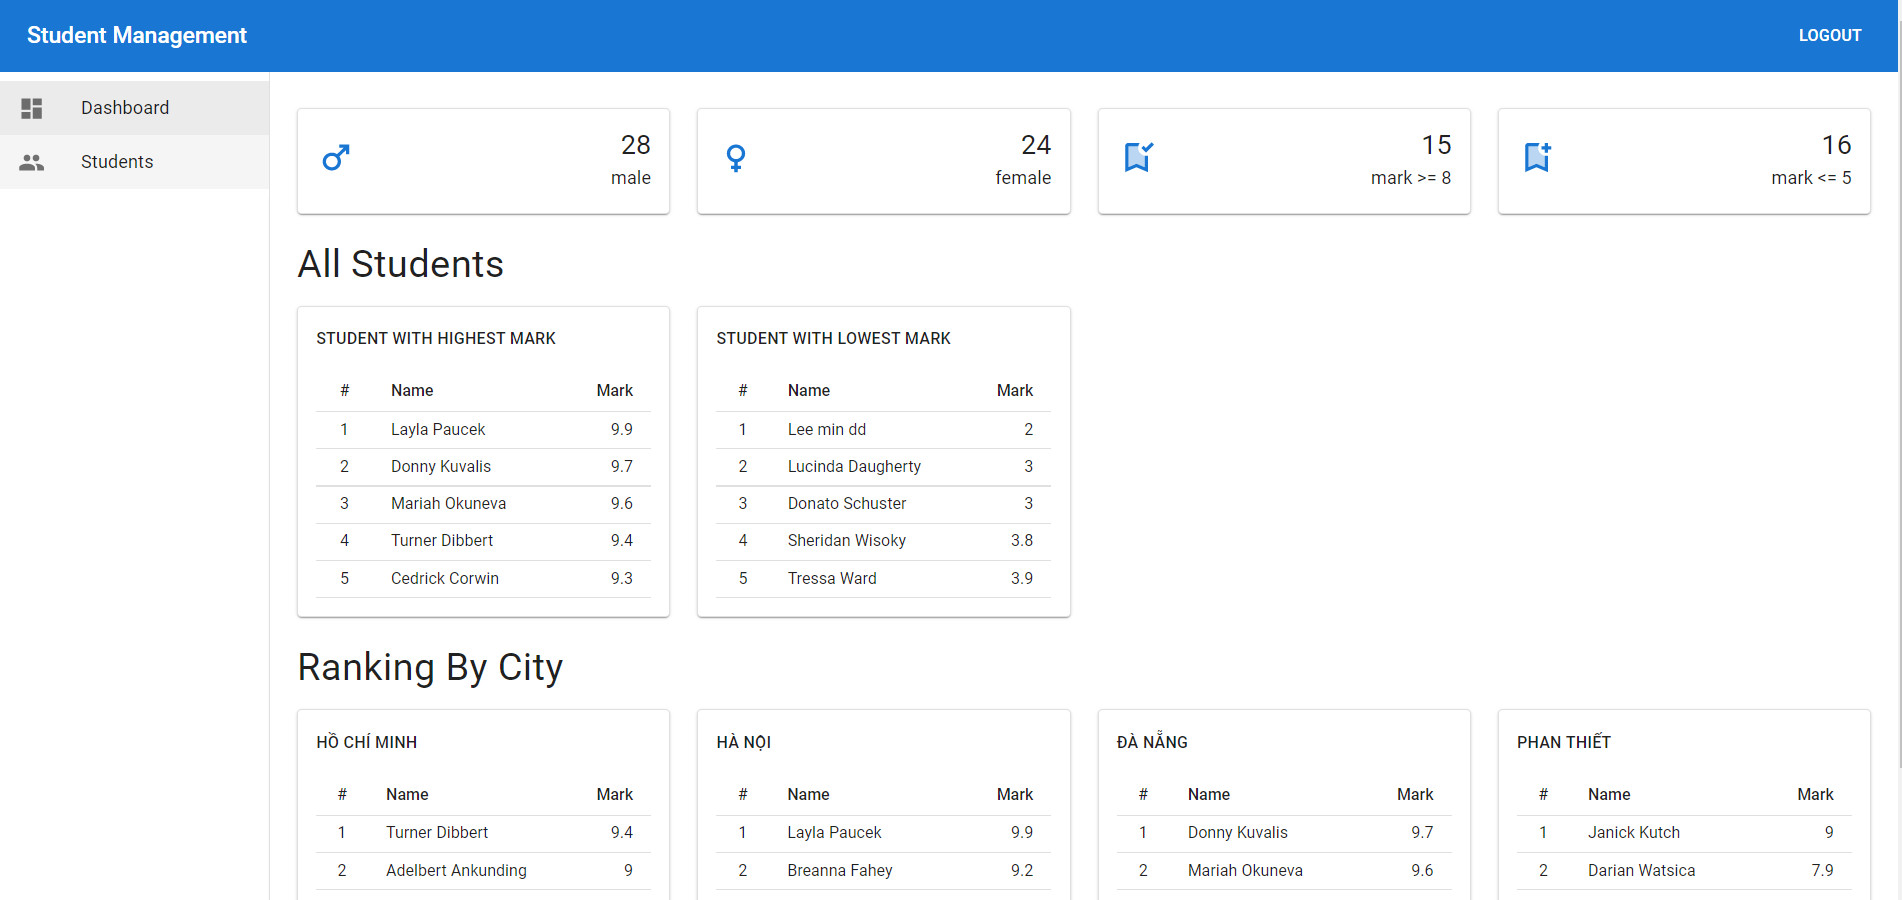 Student Management
LOGOUT
Dashboard
Students
28
male
24
female
15
mark >= 8
16
mark <= 5
All Students
STUDENT WITH HIGHEST MARK
# Name Mark
1 Layla Paucek 9.9
2 Donny Kuvalis 9.7
3 Mariah Okuneva 9.6
4 Turner Dibbert 9.4
5 Cedrick Corwin 9.3
STUDENT WITH LOWEST MARK
# Name Mark
1 Lee min dd 2
2 Lucinda Daugherty 3
3 Donato Schuster 3
4 Sheridan Wisoky 3.8
5 Tressa Ward 3.9
Ranking By City
HỒ CHÍ MINH
# Name Mark
1 Turner Dibbert 9.4
2 Adelbert Ankunding 9
HÀ NỘI
# Name Mark
1 Layla Paucek 9.9
2 Breanna Fahey 9.2
ĐÀ NẴNG
# Name Mark
1 Donny Kuvalis 9.7
2 Mariah Okuneva 9.6
PHAN THIẾT
# Name Mark
1 Janick Kutch 9
2 Darian Watsica 7.9